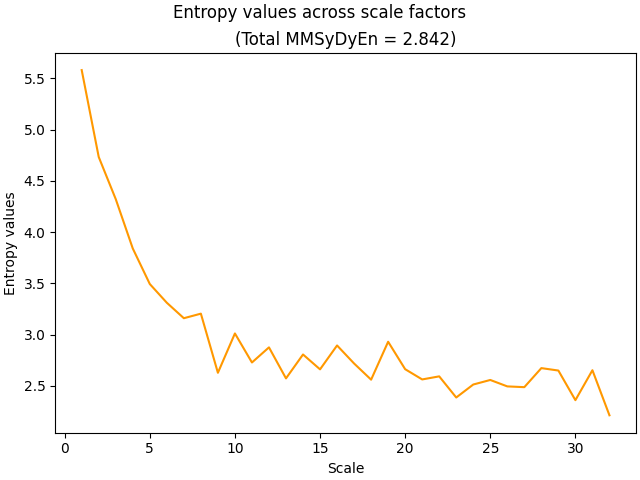 Entropy values across scale factors
(Total MMSyDyEn = 2.842)
5.5
5.0
4.5
4.0
3.5
3.0
2.5
Entropy values
0 5 10 15 20 25 30
Scale